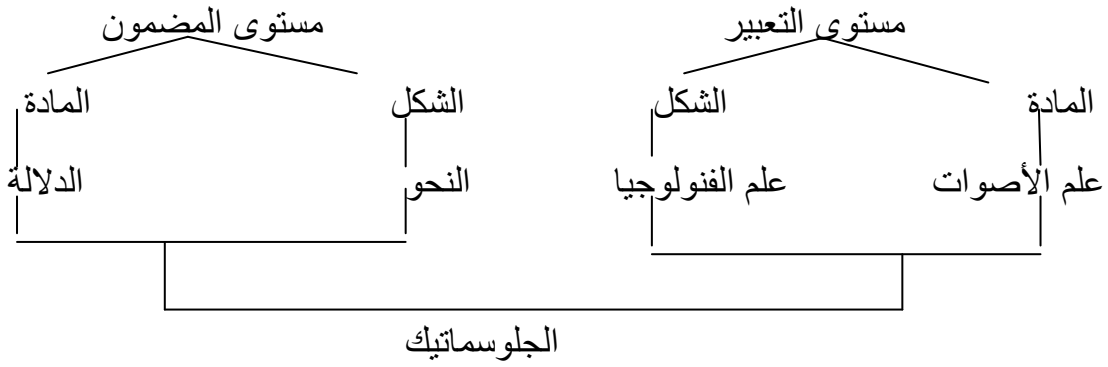 مستوى التعبير مستوى المضمون
المادة الشكل الشكل المادة
علم الأصوات علم الفنولوجيا النحو الدلالة
الجلوسماتيك